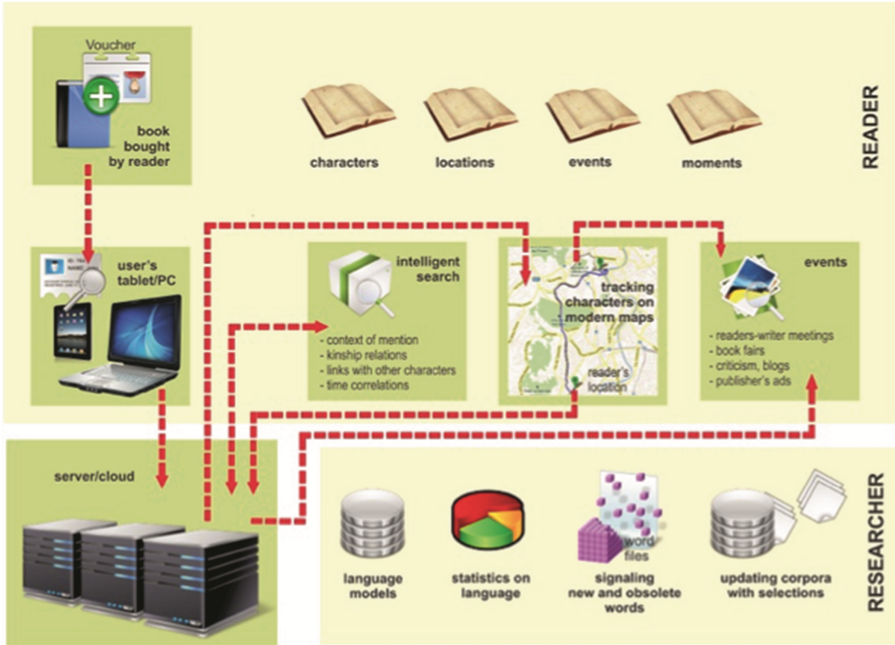 Voucher
book
bought
by reader
characters
locations
events
moments
READER
user's
tablet/PC
intelligent
search
- context of mention
- kinship relations
- links with other characters
- time correlations
tracking
characters on
modern maps
reader's
location
events
- readers-writer meetings
- book fairs
- criticism, blogs
- publisher's ads
server/cloud
language
models
statistics on
language
word
files
signaling
new and obsolete
words
updating corpora
with selections
RESEARCHER